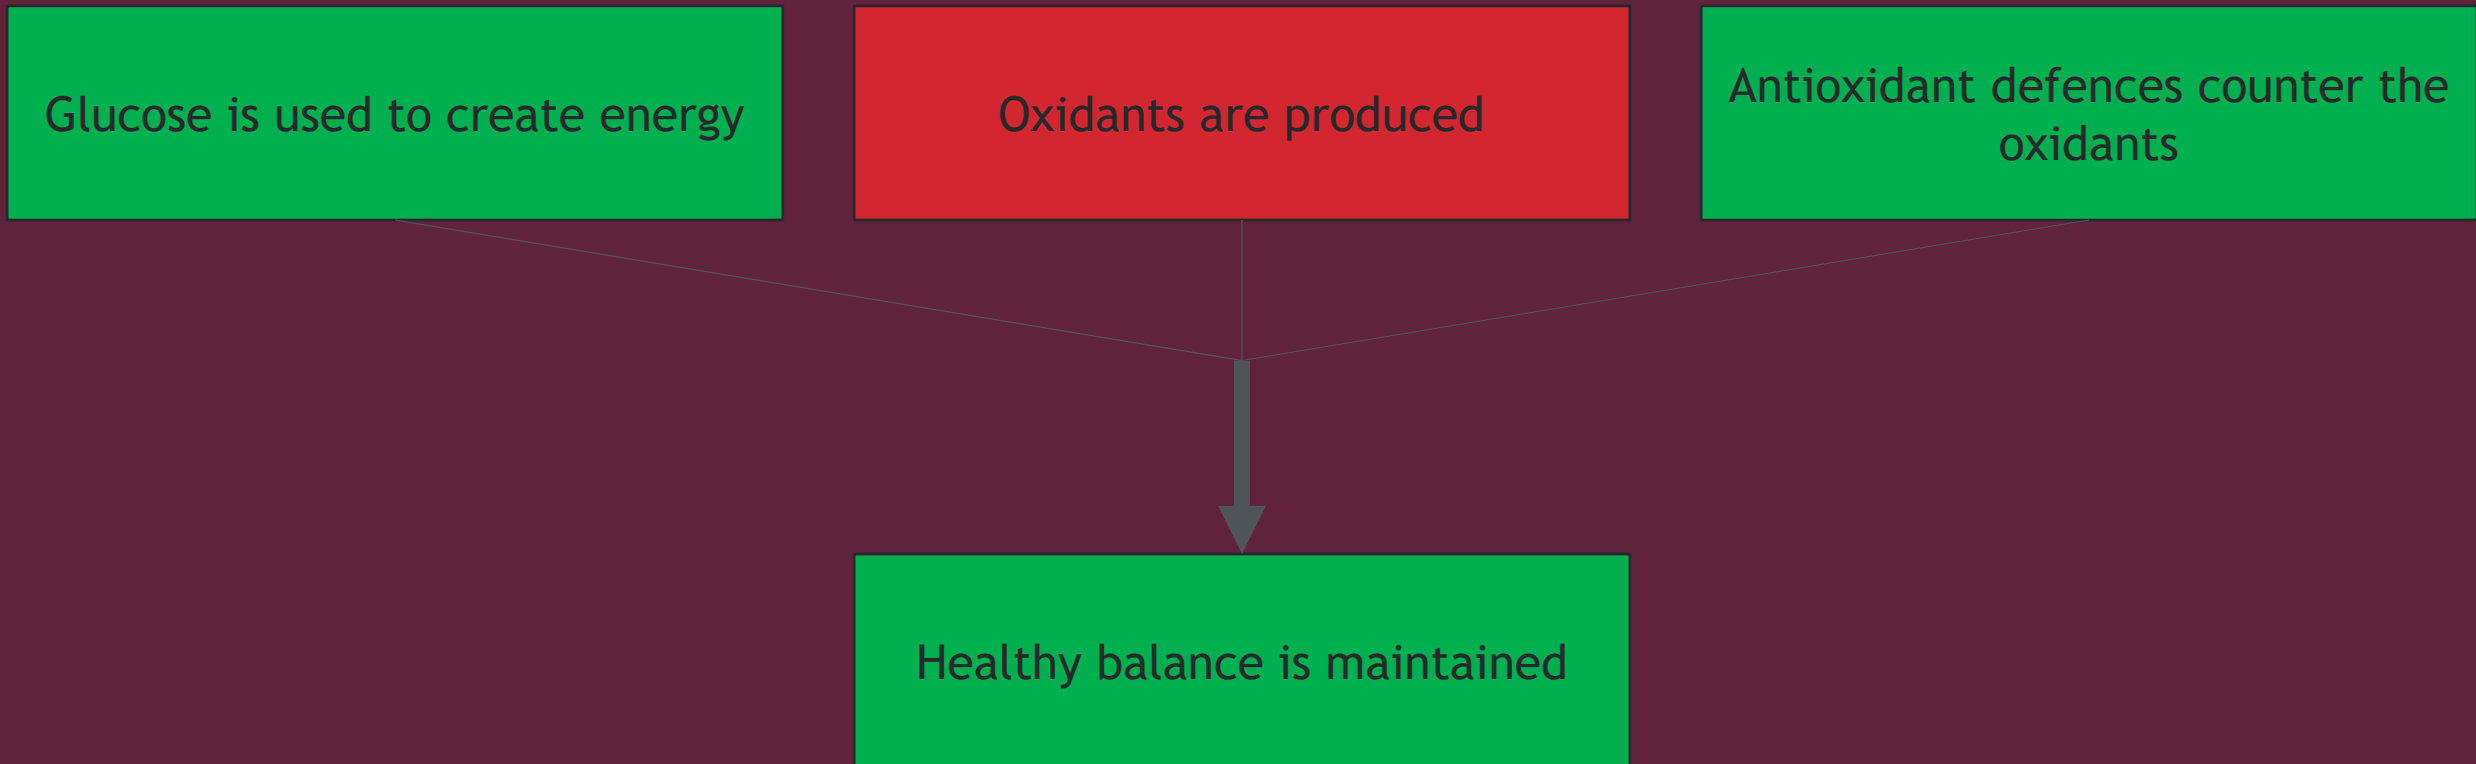 Glucose is used to create energy
Oxidants are produced
Antioxidant defences counter the
oxidants
Healthy balance is maintained